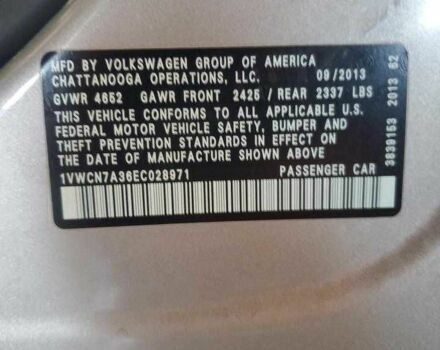 MFD BY VOLKSWAGEN GROUP OF AMERICA
CHATTANOOGA OPERATIONS, LLC. 09/2013
GVWR 4652 GAWR FRONT 2425 / REAR 2337 LBS
THIS VEHICLE CONFORMS TO ALL APPLICABLE U.S.
FEDERAL MOTOR VEHICLE SAFETY, BUMPER AND
THEFT PREVENTION STANDARDS IN EFFECT ON
THE DATE OF MANUFACTURE SHOWN ABOVE.
1VWCN7A36EC028971 PASSENGER CAR
3839153 2013 52